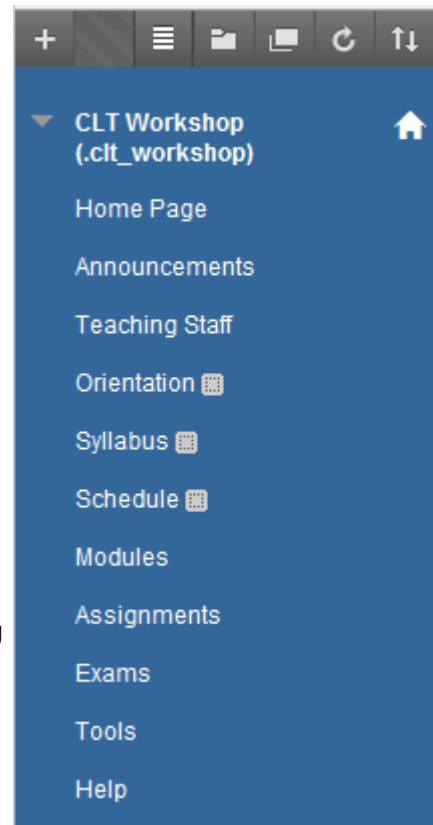 CLT Workshop
(.clt_workshop)
Home Page
Announcements
Teaching Staff
Orientation
Syllabus
Schedule
Modules
Assignments
Exams
Tools
Help